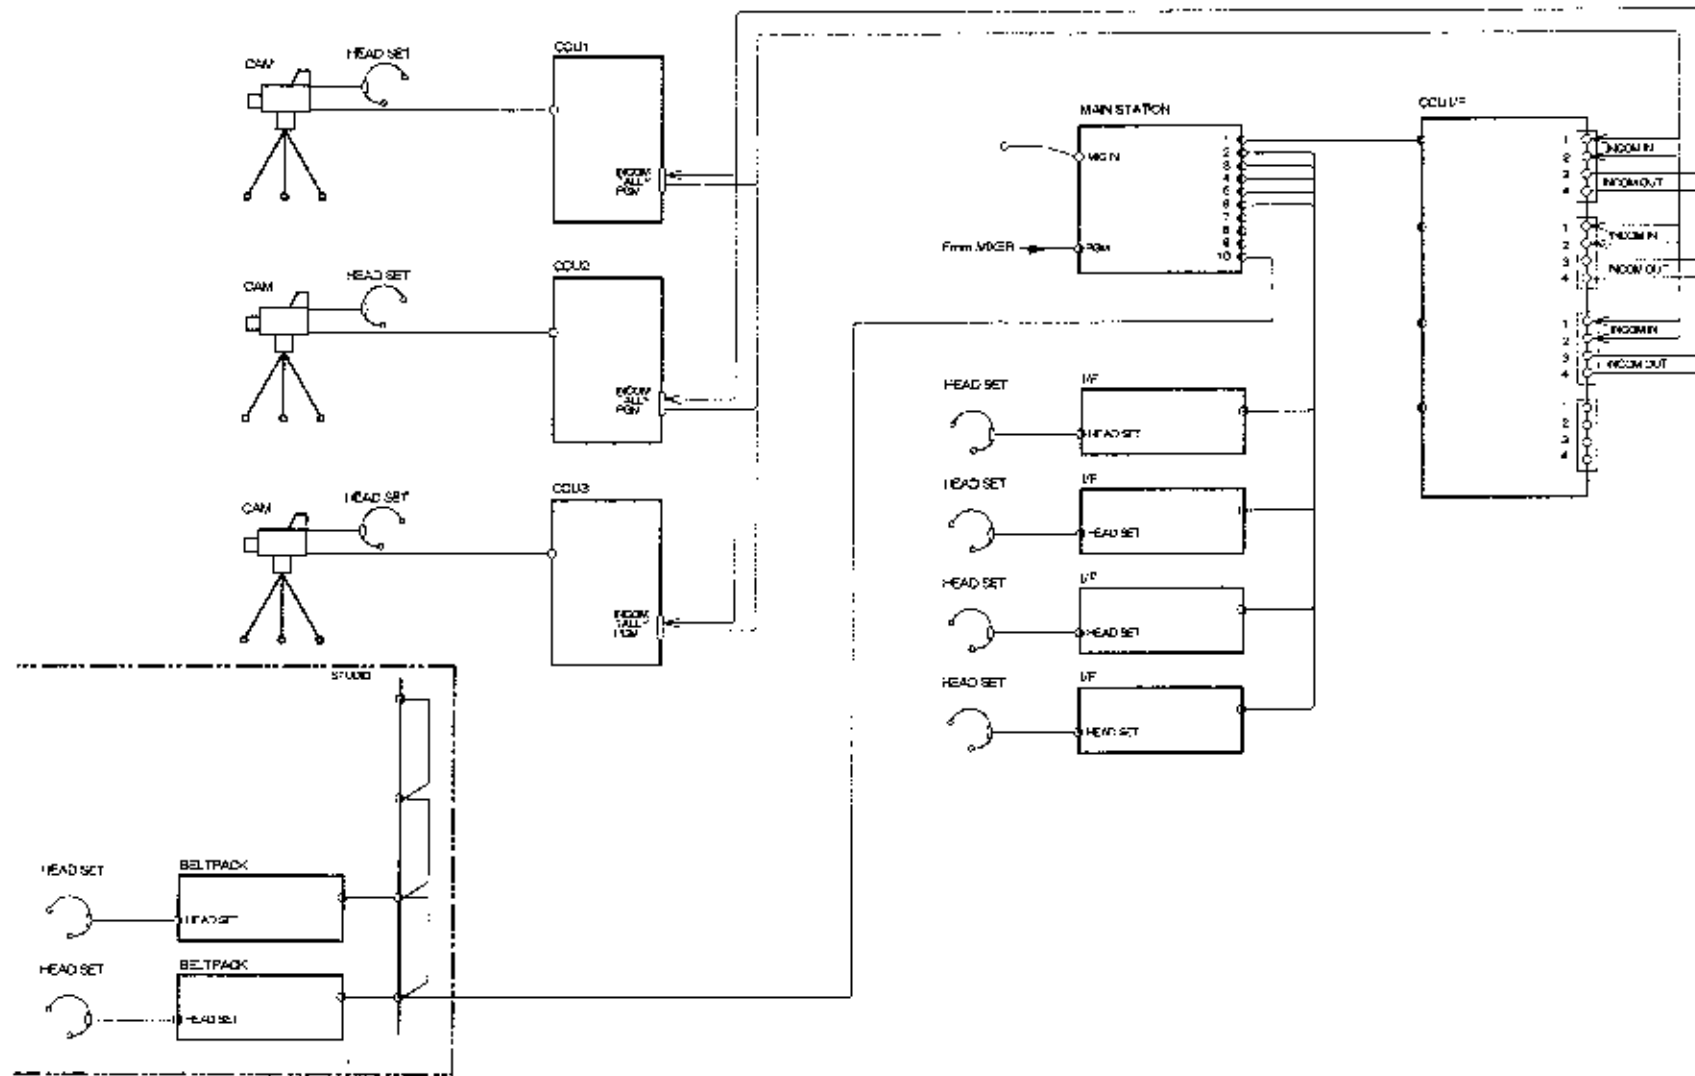 HEAD SET
CCU1
CAM
INCOM
TALLY
PGM
HEAD SET
CCU2
CAM
INCOM
TALLY
PGM
HEAD SET
CCU3
CAM
INCOM
TALLY
PGM
MAIN STATION
MIC IN
From MIXER
PGM
1
2
3
4
5
6
7
8
9
10
CCU I/F
1
2
3
4
INCOM IN
INCOM OUT
1
2
3
4
INCOM IN
INCOM OUT
1
2
3
4
INCOM IN
INCOM OUT
1
2
3
4
HEAD SET
I/F
HEAD SET
HEAD SET
I/F
HEAD SET
HEAD SET
I/F
HEAD SET
HEAD SET
I/F
HEAD SET
STUDIO
HEAD SET
BELTPACK
HEAD SET
HEAD SET
BELTPACK
HEAD SET